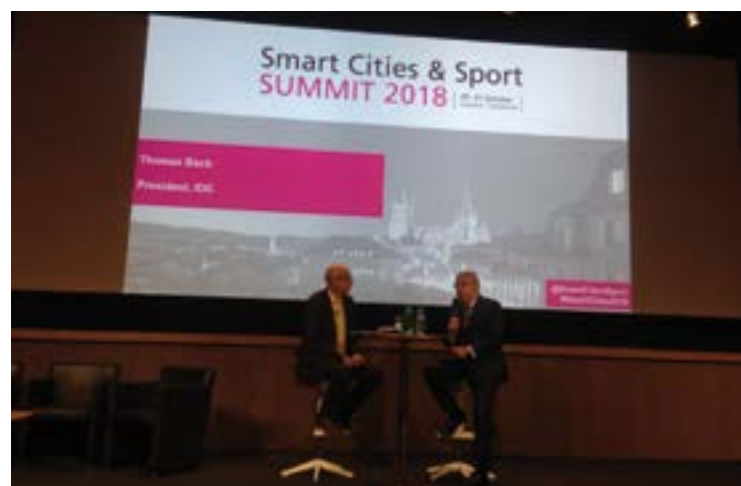 Smart Cities & Sport
SUMMIT 2018
Thomas Bach
President, IOC